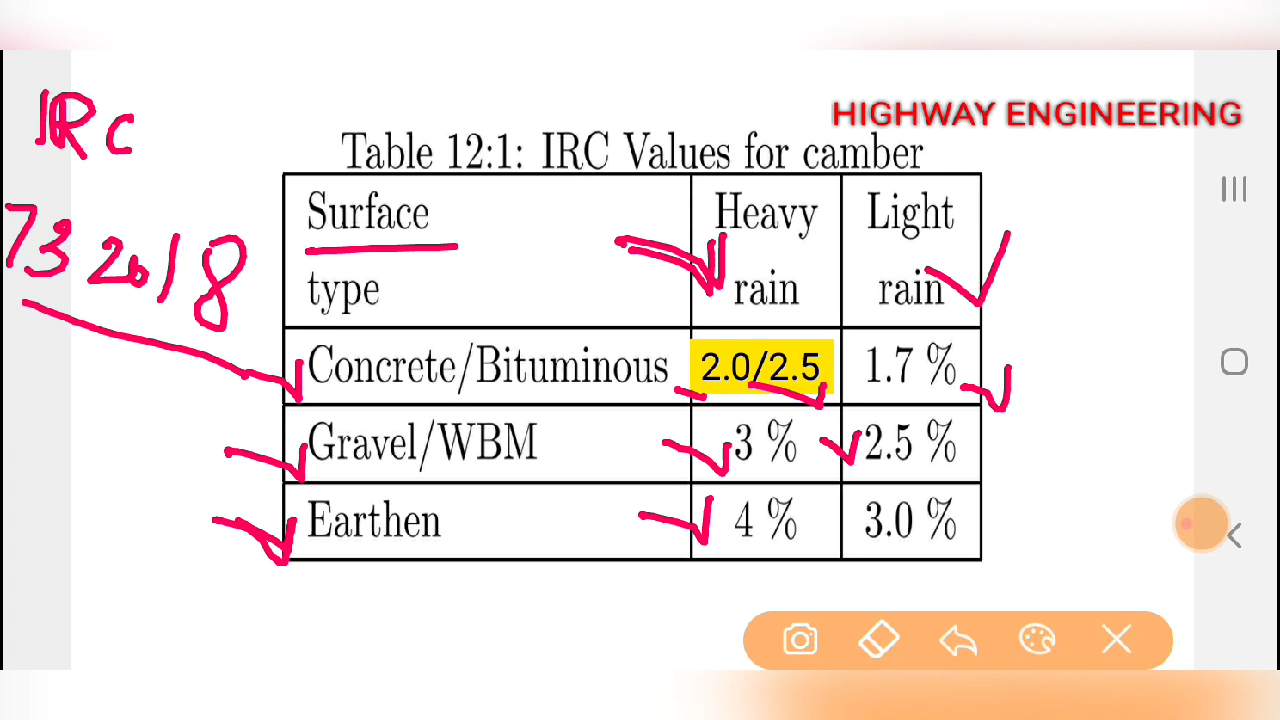 HIGHWAY ENGINEERING
IRC
73 2018
Table 12:1: IRC Values for camber
Surface type Heavy rain Light rain
Concrete/Bituminous 2.0/2.5 1.7 %
Gravel/WBM 3 % 2.5 %
Earthen 4 % 3.0 %